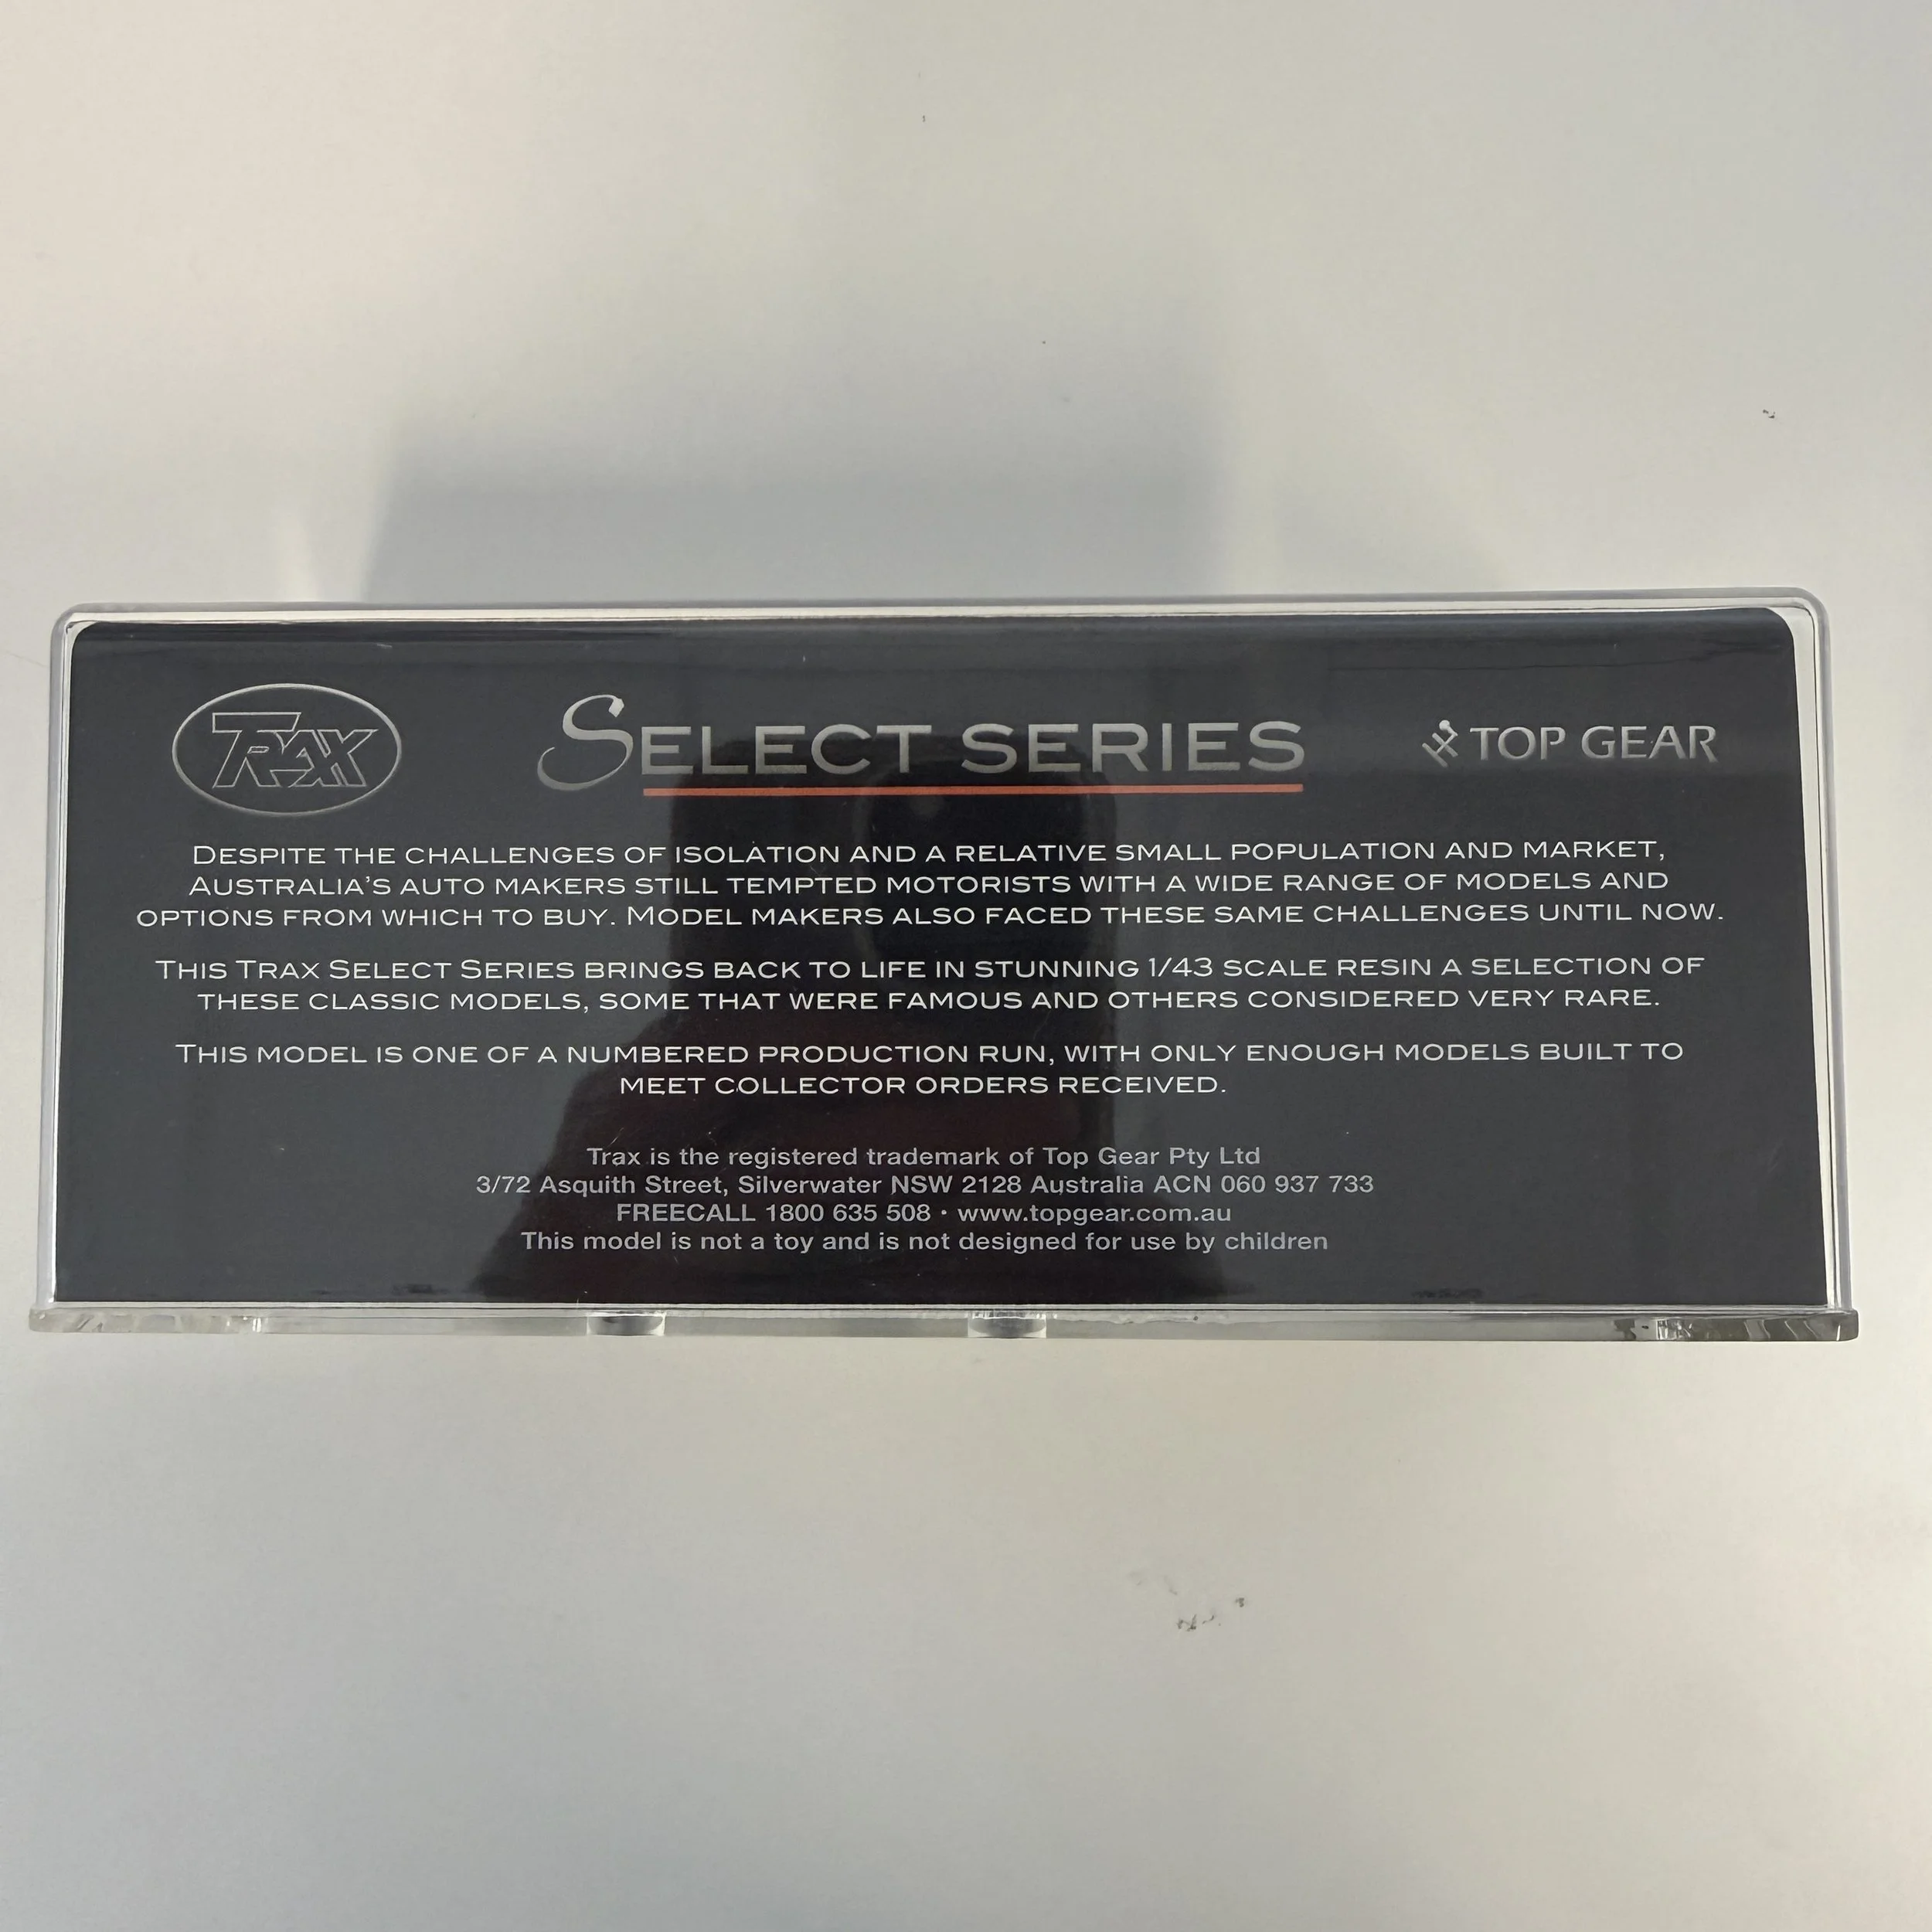 TRAX SELECT SERIES TOP GEAR
DESPITE THE CHALLENGES OF ISOLATION AND A RELATIVE SMALL POPULATION AND MARKET,
AUSTRALIA'S AUTO MAKERS STILL TEMPTED MOTORISTS WITH A WIDE RANGE OF MODELS AND
OPTIONS FROM WHICH TO BUY. MODEL MAKERS ALSO FACED THESE SAME CHALLENGES UNTIL NOW.
THIS TRAX SELECT SERIES BRINGS BACK TO LIFE IN STUNNING 1/43 SCALE RESIN A SELECTION OF
THESE CLASSIC MODELS, SOME THAT WERE FAMOUS AND OTHERS CONSIDERED VERY RARE.
THIS MODEL IS ONE OF A NUMBERED PRODUCTION RUN, WITH ONLY ENOUGH MODELS BUILT TO
MEET COLLECTOR ORDERS RECEIVED.
Trax is the registered trademark of Top Gear Pty Ltd
3/72 Asquith Street, Silverwater NSW 2128 Australia ACN 060 937 733
FREECALL 1800 635 508 • www.topgear.com.au
This model is not a toy and is not designed for use by children